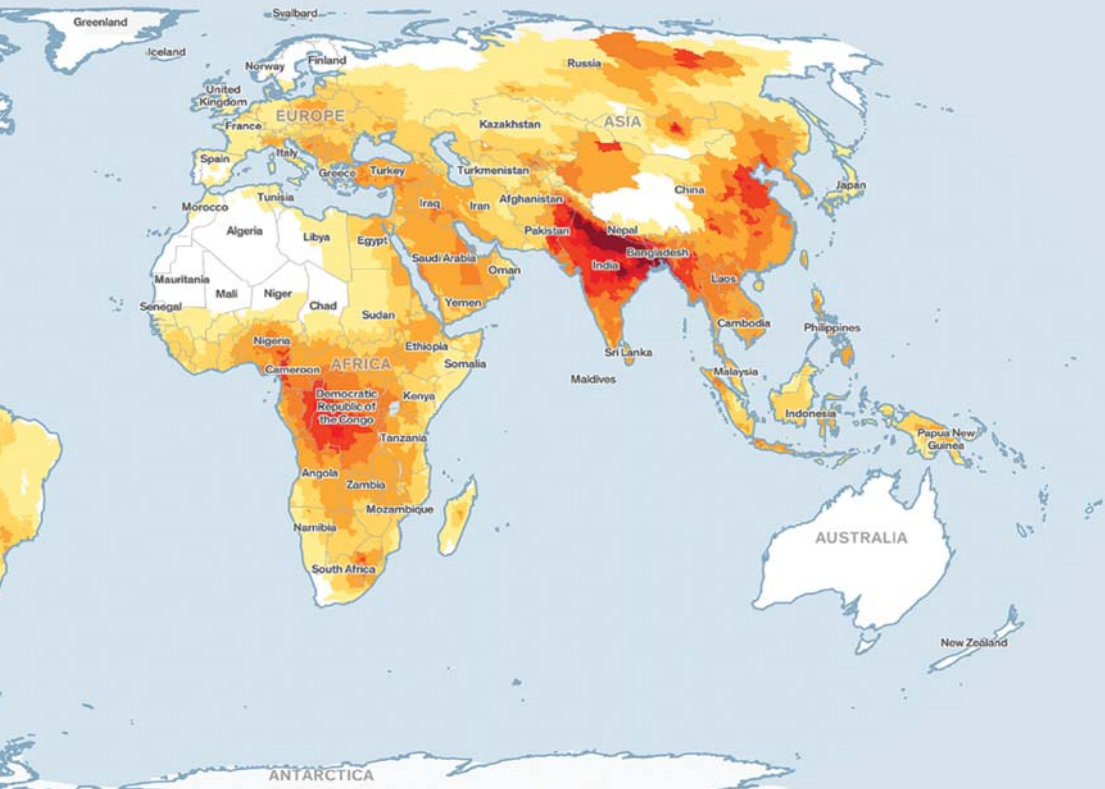 Greenland
Svalbard
Iceland
Norway
Finland
Russia
United
Kingdom
EUROPE
France
ASIA
Kazakhstan
Italy
Spain
Greece
Turkey
Turkmenistan
Tunisia
Morocco
Iraq
Iran
Afghanistan
China
Japan
Algeria
Libya
Egypt
Pakistan
Nepal
Bangladesh
Saudi Arabia
India
Oman
Mauritania
Mali
Niger
Chad
Laos
Senegal
Sudan
Yemen
Cambodia
Philippines
Nigeria
Ethiopia
Sri Lanka
Cameroon
AFRICA
Somalia
Malaysia
Maldives
Democratic
Republic of
the Congo
Kenya
Indonesia
Tanzania
Papua New
Guinea
Angola
Zambia
Mozambique
Namibia
AUSTRALIA
South Africa
New Zealand
ANTARCTICA